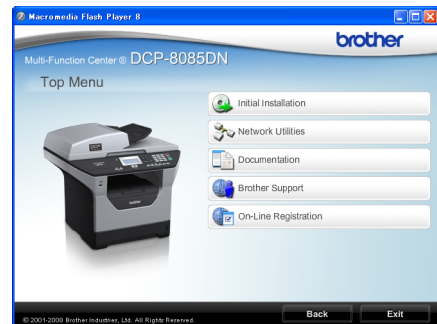 Macromedia Flash Player 8
brother
Multi-Function Center ® DCP-8085DN
Top Menu
Initial Installation
Network Utilities
Documentation
Brother Support
On-Line Registration
Back
Exit
© 2001-2008 Brother Industries, Ltd. All Rights Reserved.